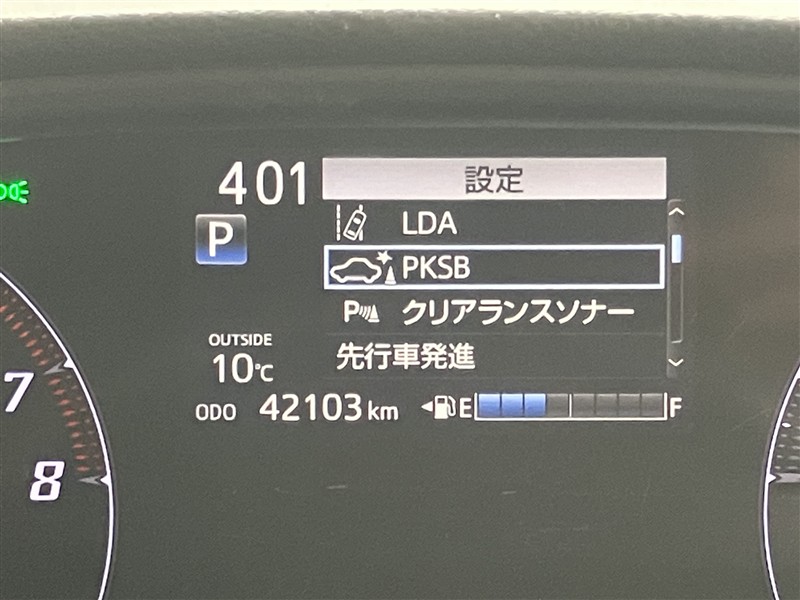 401
設定
LDA
P
PKSB
P クリアランスソナー
OUTSIDE
先行車発進
10℃
7
ODO 42103 km E F
8